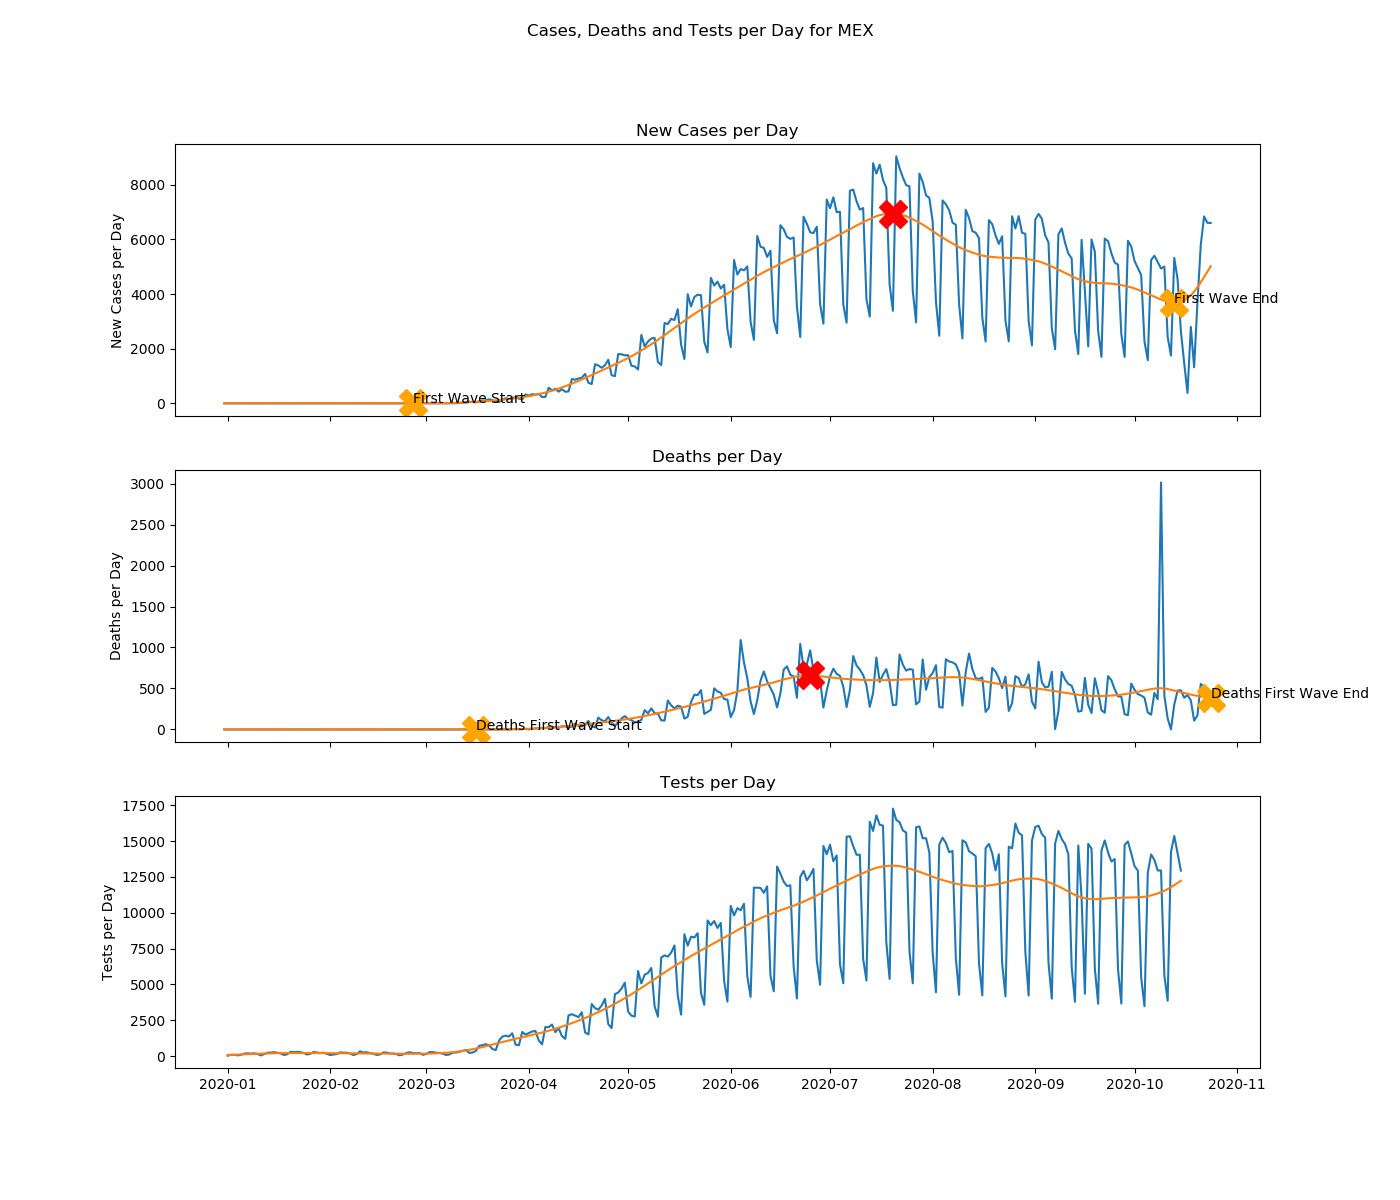 Cases, Deaths and Tests per Day for MEX
New Cases per Day
New Cases per Day
8000
6000
4000
2000
0
First Wave Start
First Wave End
Deaths per Day
Deaths per Day
3000
2500
2000
1500
1000
500
0
Deaths First Wave Start
Deaths First Wave End
Tests per Day
Tests per Day
17500
15000
12500
10000
7500
5000
2500
0
2020-01 2020-02 2020-03 2020-04 2020-05 2020-06 2020-07 2020-08 2020-09 2020-10 2020-11